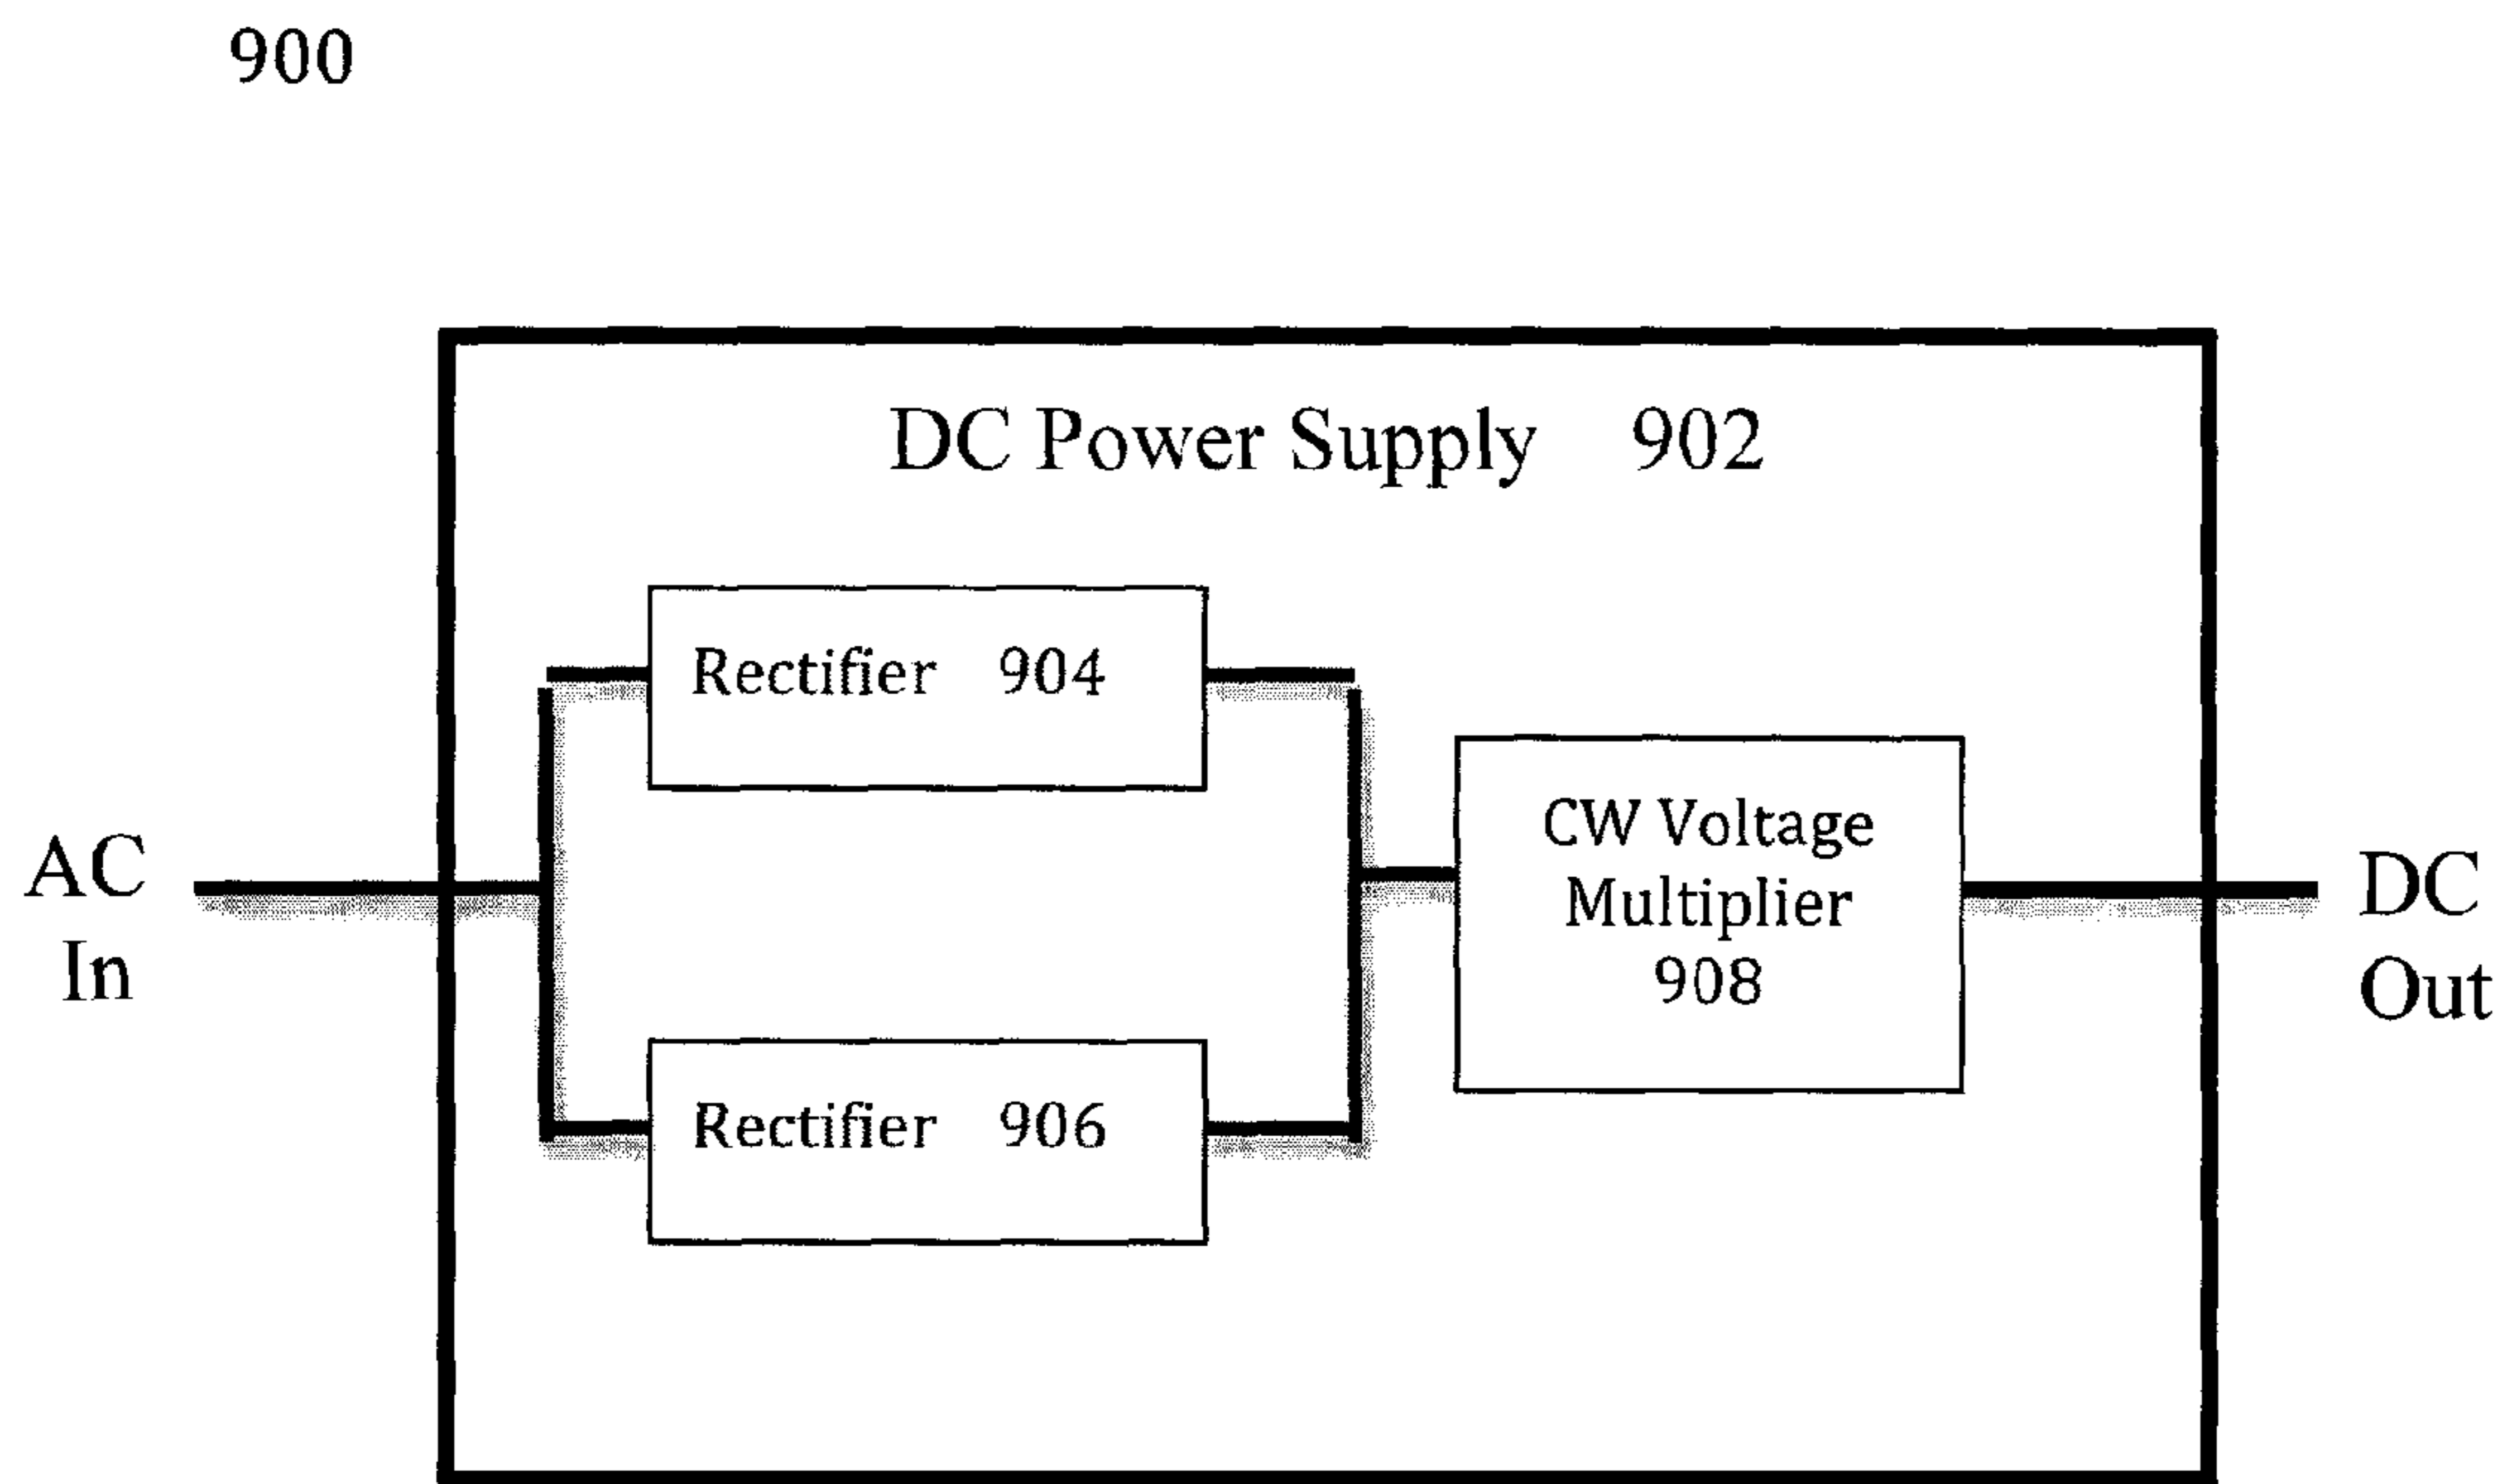 900
DC Power Supply 902
Rectifier 904
CW Voltage
Multiplier
908
AC
In
DC
Out
Rectifier 906